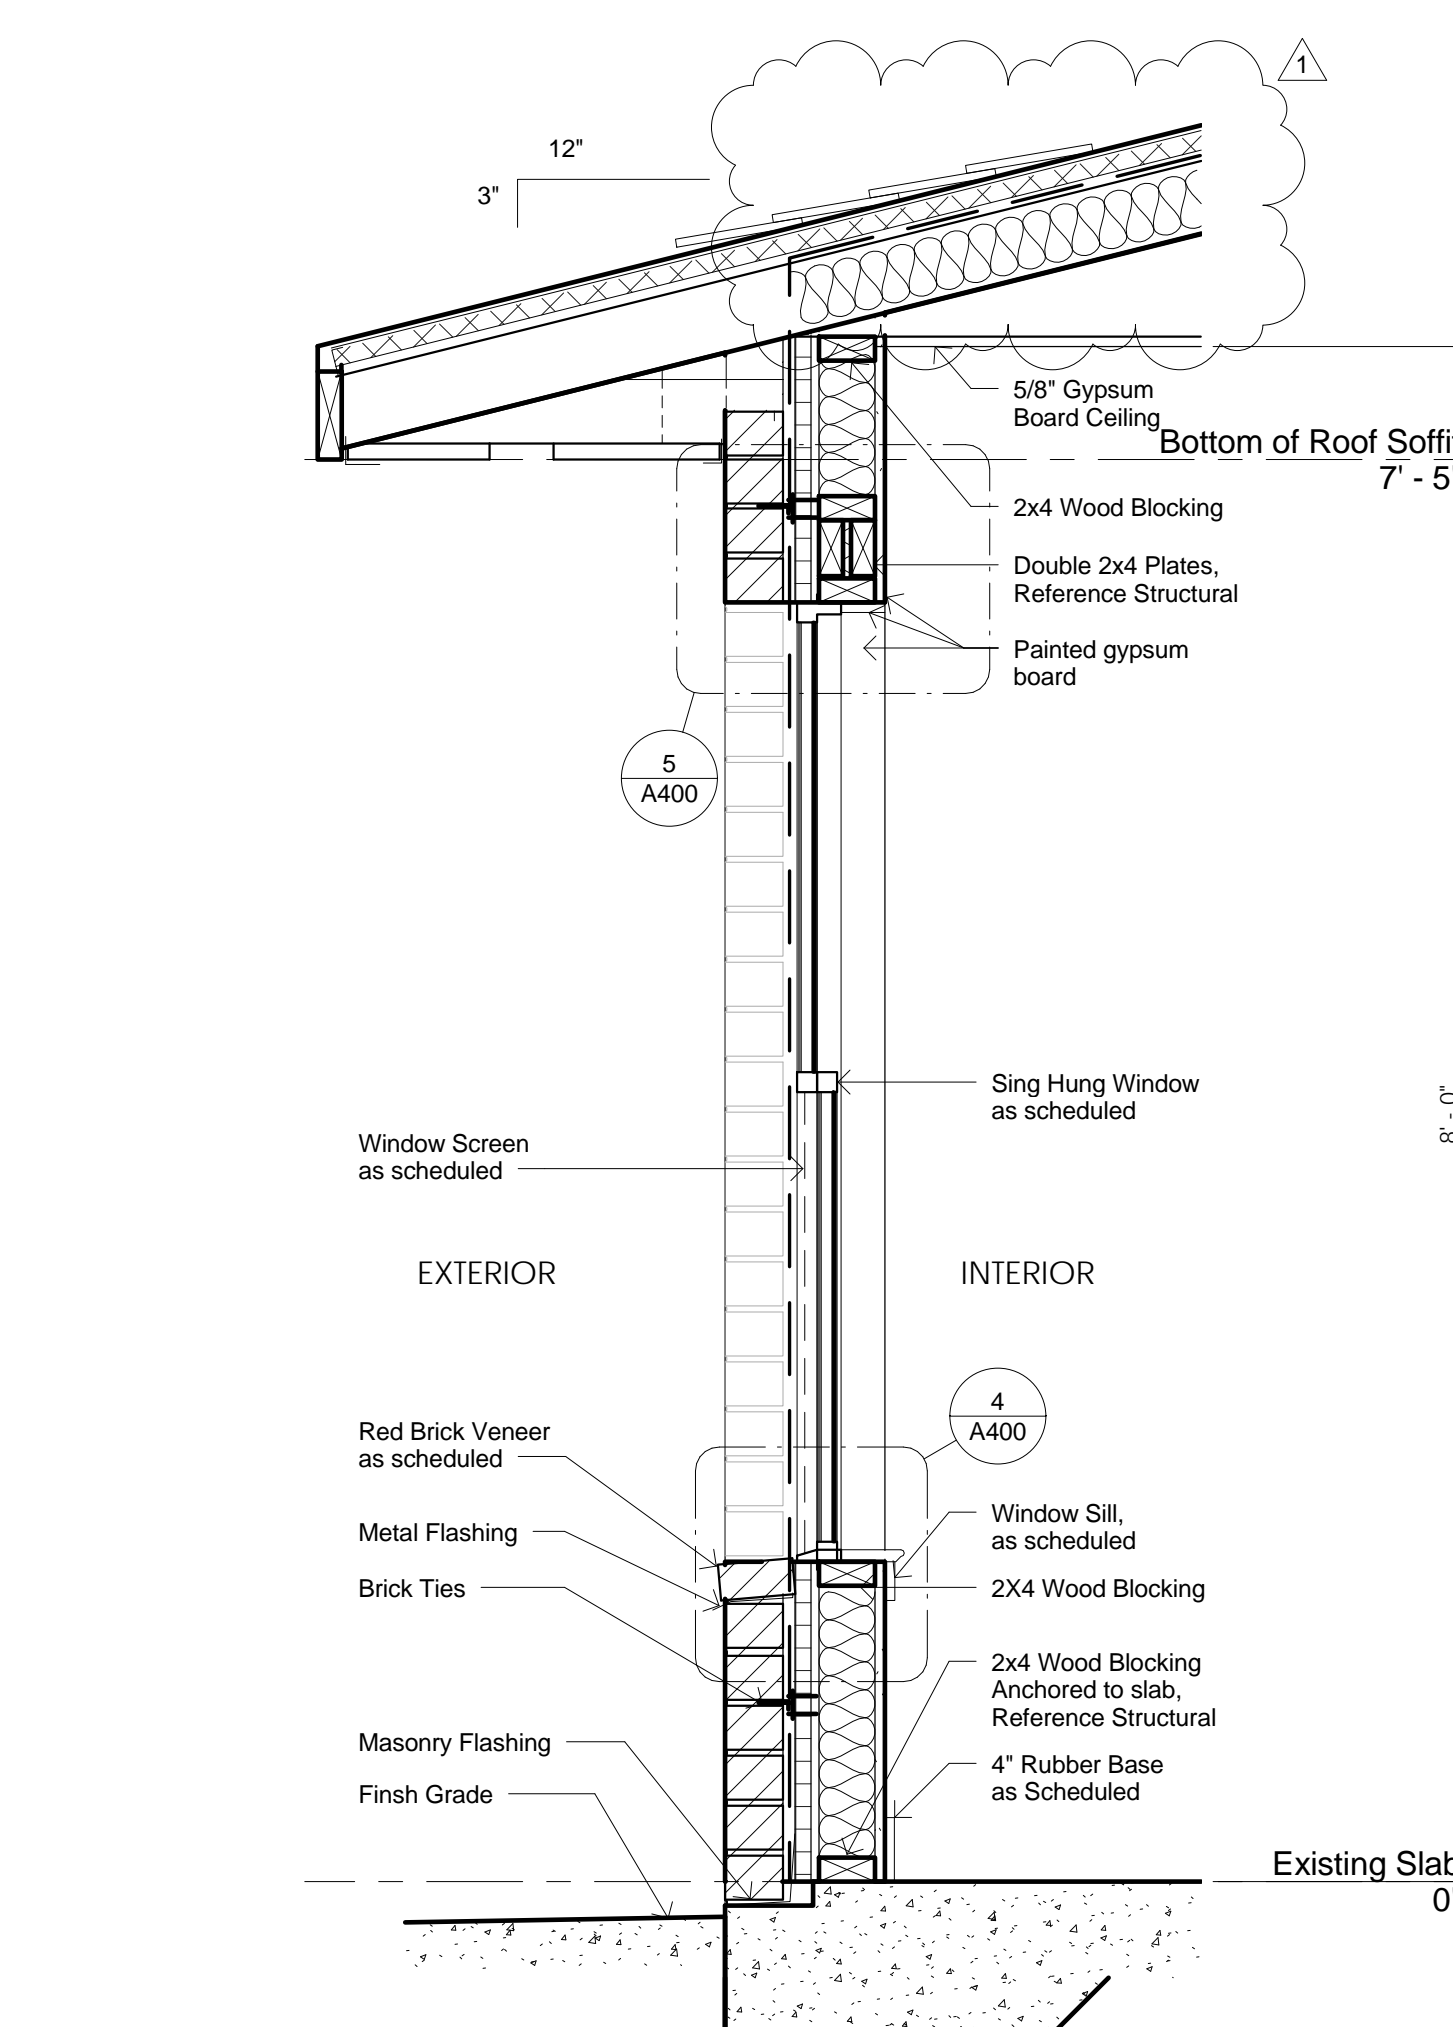 1
12"
3"
5/8" Gypsum
Board Ceiling
Bottom of Roof Soffi
7' - 5
2x4 Wood Blocking
Double 2x4 Plates,
Reference Structural
Painted gypsum
board
5
A400
Sing Hung Window
as scheduled
8' - 0"
Window Screen
as scheduled
EXTERIOR
INTERIOR
4
A400
Red Brick Veneer
as scheduled
Window Sill,
as scheduled
Metal Flashing
Brick Ties
2X4 Wood Blocking
2x4 Wood Blocking
Anchored to slab,
Reference Structural
Masonry Flashing
4" Rubber Base
as Scheduled
Finsh Grade
Existing Slab
0'